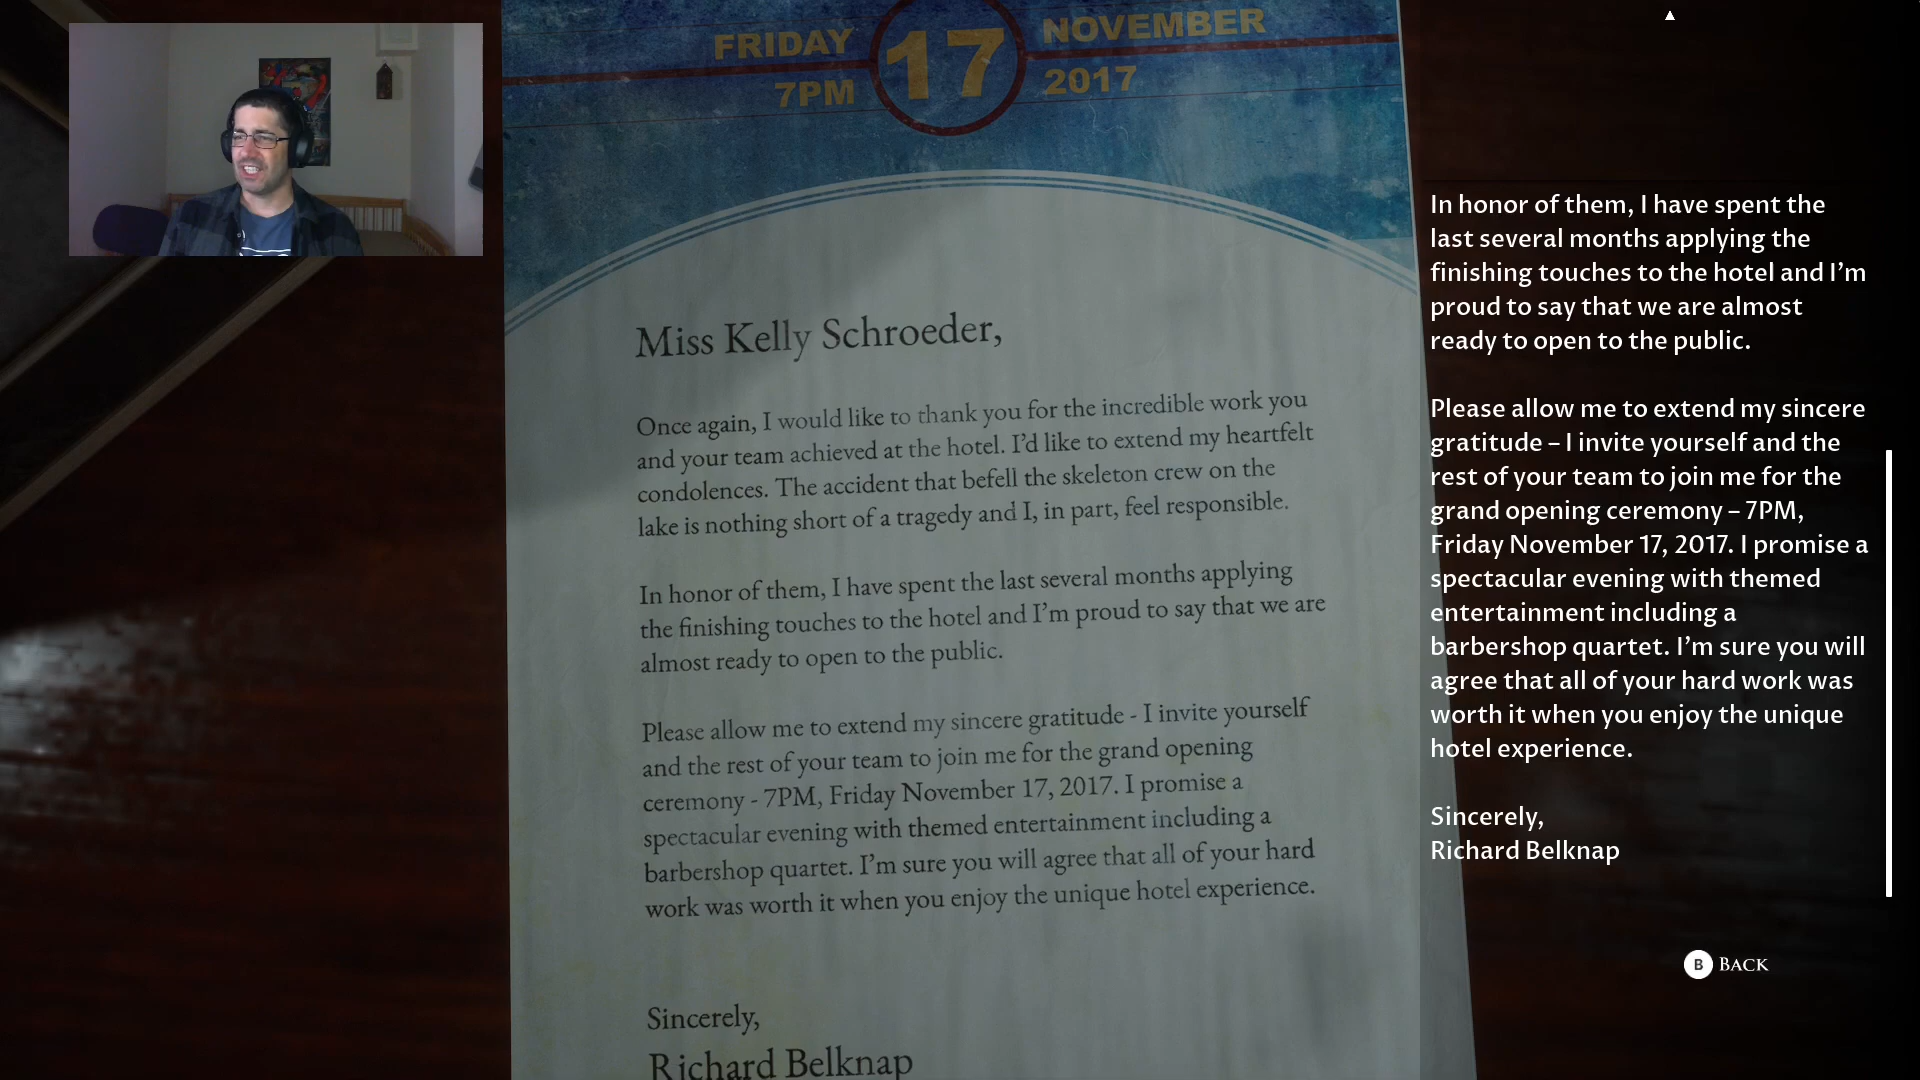 FRIDAY 17 NOVEMBER
7PM 2017
Miss Kelly Schroeder,
Once again, I would like to thank you for the incredible work you
and your team achieved at the hotel. I'd like to extend my heartfelt
condolences. The accident that befell the skeleton crew on the
lake is nothing short of a tragedy and I, in part, feel responsible.
In honor of them, I have spent the last several months applying
the finishing touches to the hotel and I'm proud to say that we are
almost ready to open to the public.
Please allow me to extend my sincere gratitude - I invite yourself
and the rest of your team to join me for the grand opening
ceremony - 7PM, Friday November 17, 2017. I promise a
spectacular evening with themed entertainment including a
barbershop quartet. I'm sure you will agree that all of your hard
work was worth it when you enjoy the unique hotel experience.
Sincerely,
Richard Belknap
In honor of them, I have spent the
last several months applying the
finishing touches to the hotel and I'm
proud to say that we are almost
ready to open to the public.
Please allow me to extend my sincere
gratitude – I invite yourself and the
rest of your team to join me for the
grand opening ceremony – 7PM,
Friday November 17, 2017. I promise a
spectacular evening with themed
entertainment including a
barbershop quartet. I'm sure you will
agree that all of your hard work was
worth it when you enjoy the unique
hotel experience.
Sincerely,
Richard Belknap
B BACK